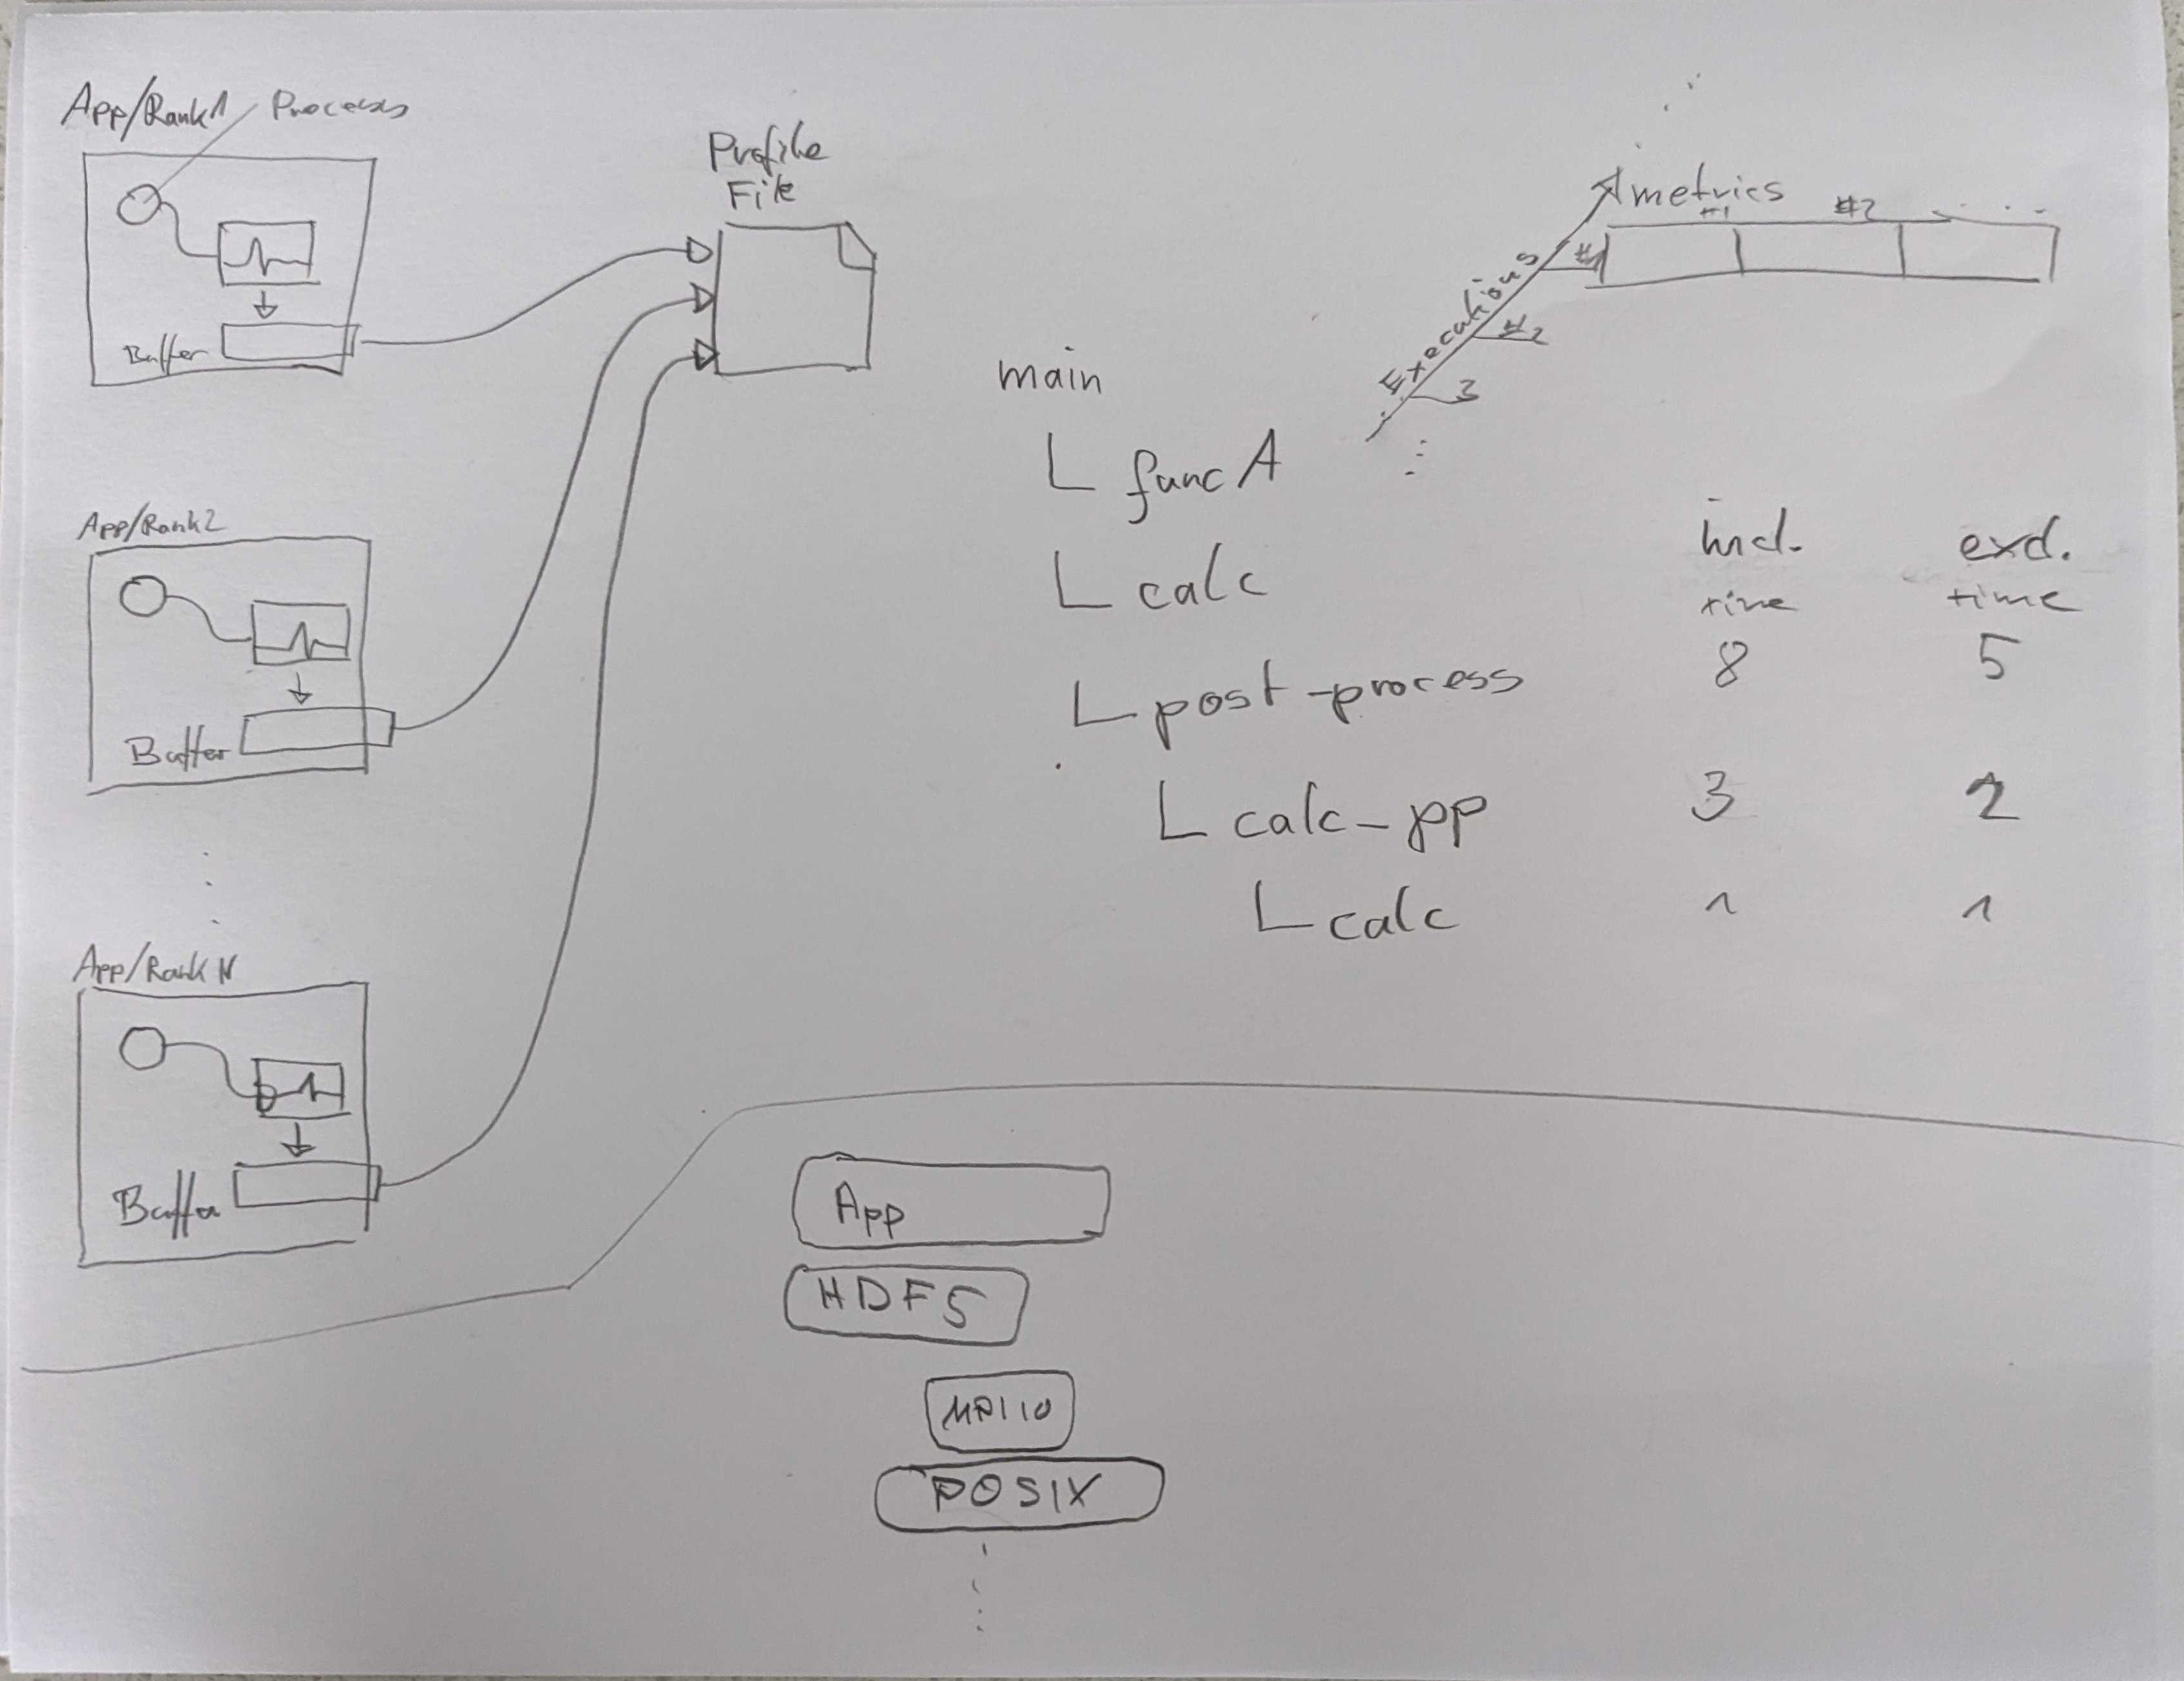 App/Rank1 Process
Buffer
Profile
File
App/Rank2
Buffer
App/Rank N
Buffer
metrics
#1 #2 . . .
Executions
#1
#2
3
main
L funcA
L calc
L post-process
L calc-pp
L calc
incl. excl.
time time
8 5
3 2
1 1
App
HDF5
MPI IO
POSIX